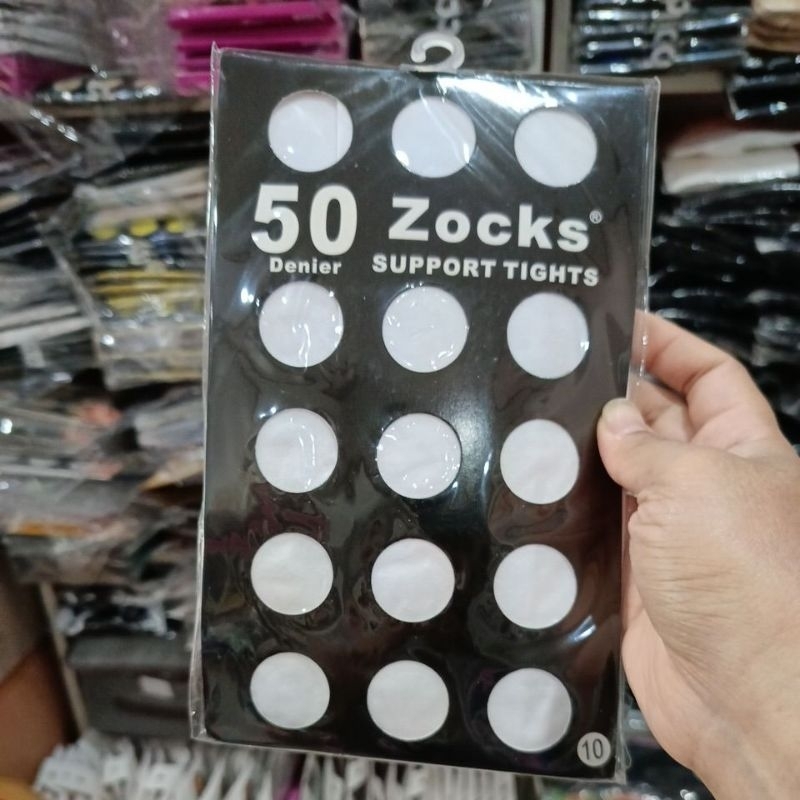 50 Zocks®
Denier SUPPORT TIGHTS
10